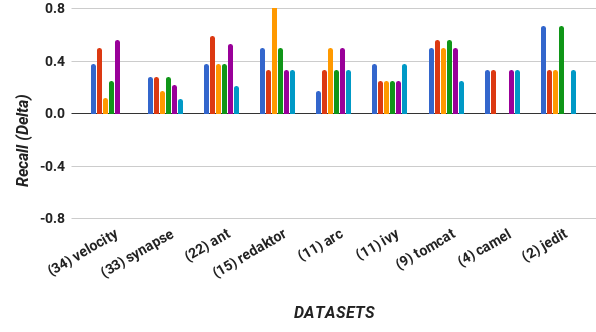 0.8
0.4
0.0
-0.4
-0.8
Recall (Delta)
(34) velocity
(33) synapse
(22) ant
(15) redaktor
(11) arc
(11) ivy
(9) tomcat
(4) camel
(2) jedit
DATASETS